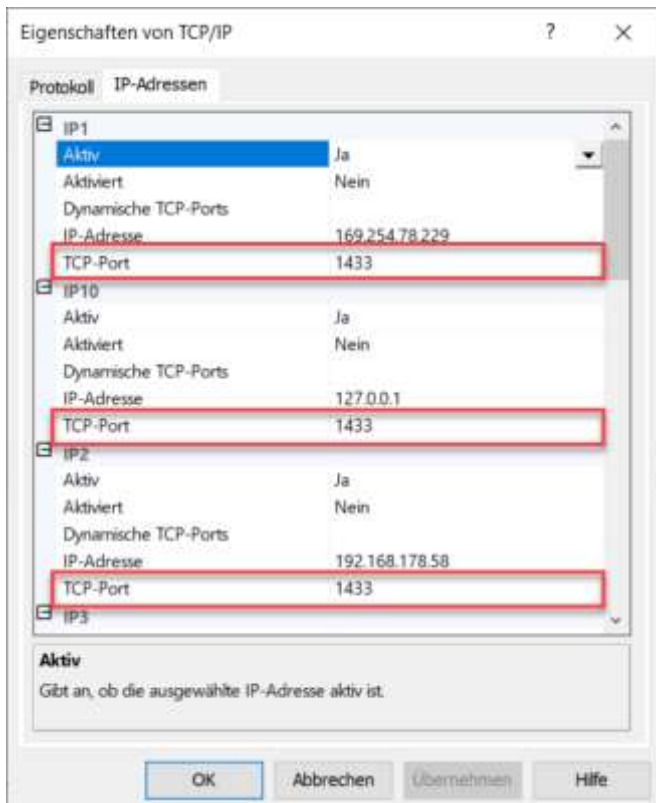 Eigenschaften von TCP/IP ? ×
Protokoll IP-Adressen
IP1
Aktiv Ja
Aktiviert Nein
Dynamische TCP-Ports
IP-Adresse 169.254.78.229
TCP-Port 1433
IP10
Aktiv Ja
Aktiviert Nein
Dynamische TCP-Ports
IP-Adresse 127.0.0.1
TCP-Port 1433
IP2
Aktiv Ja
Aktiviert Nein
Dynamische TCP-Ports
IP-Adresse 192.168.178.58
TCP-Port 1433
IP3
Aktiv
Gibt an, ob die ausgewählte IP-Adresse aktiv ist.
OK Abbrechen Übernehmen Hilfe